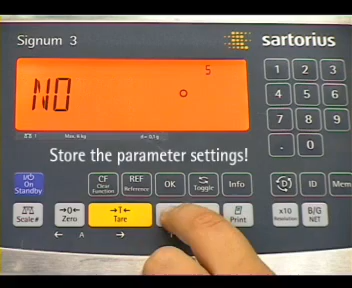 Signum 3
sartorius
5
NO
Max. 6 kg d= 0,1 g
Store the parameter settings!
1 2 3
4 5 6
7 8 9
. 0
I/⏻ On Standby
CF Clear Function
REF Reference
OK
Toggle
Info
ID
Mem
Scale#
→0← Zero
→T← Tare
Print
x10 Resolution
B/G NET
← A →